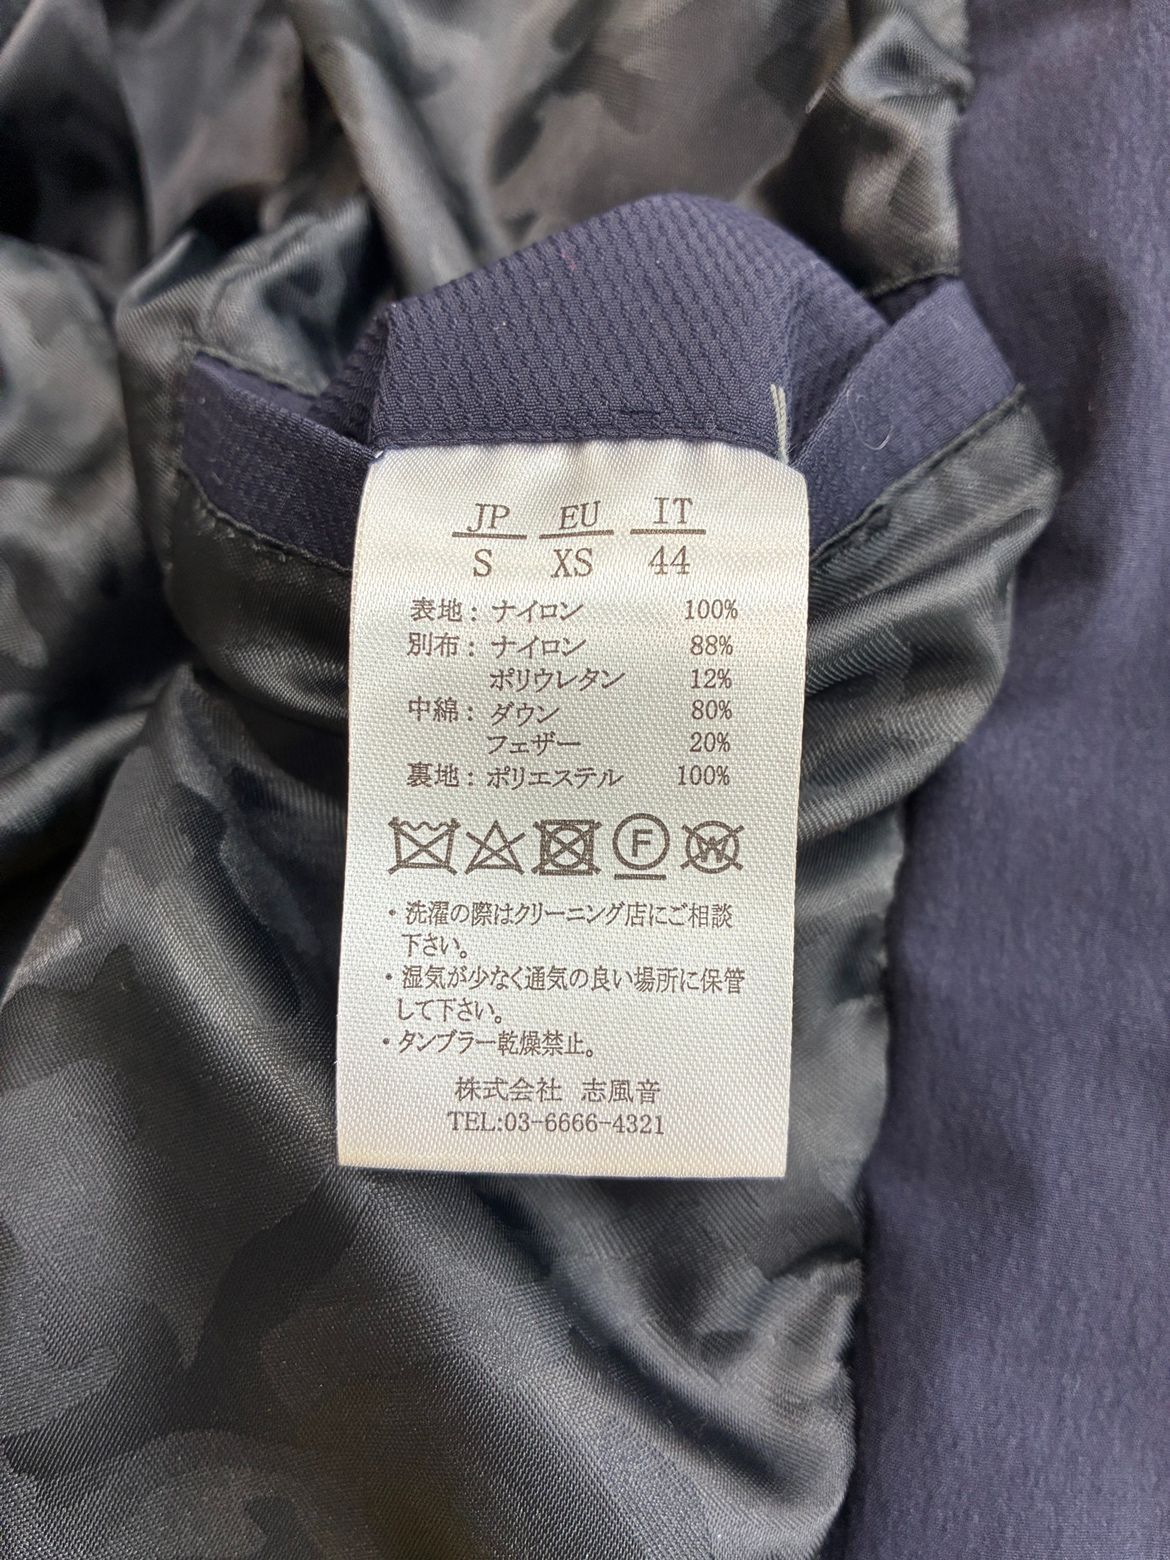 JP EU IT
S XS 44
表地：ナイロン 100%
別布：ナイロン 88%
ポリウレタン 12%
中綿：ダウン 80%
フェザー 20%
裏地：ポリエステル 100%
F W
・洗濯の際はクリーニング店にご相談
下さい。
・湿気が少なく通気の良い場所に保管
して下さい。
・タンブラー乾燥禁止。
株式会社 志風音
TEL:03-6666-4321